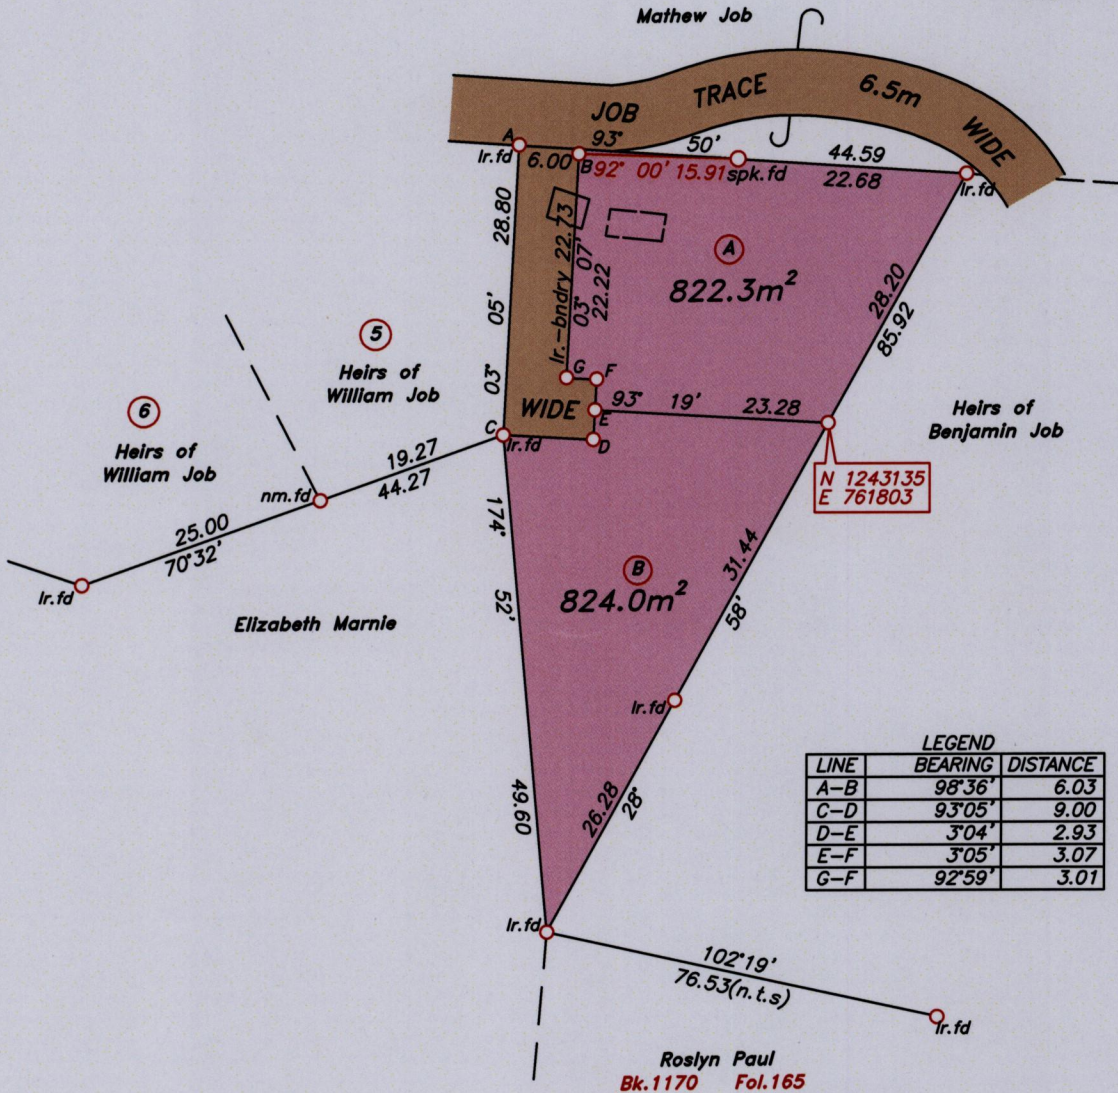 Mathew Job
JOB TRACE 6.5m WIDE
A
Ir.fd
93° 50' 44.59
6.00
B 92° 00' 15.91 spk.fd 22.68
Ir.fd
28.80
05'
03°
Ir.-bndry 22.73
03° 07'
22.22
A
822.3m²
28.20
85.92
5
Heirs of
William Job
6
Heirs of
William Job
G F
WIDE
E
93° 19' 23.28
C
Ir.fd
D
Heirs of
Benjamin Job
N 1243135
E 761803
19.27
44.27
nm.fd
25.00
70°32'
Ir.fd
Elizabeth Marnie
174°
52'
49.60
B
824.0m²
31.44
58'
Ir.fd
26.28
28°
Ir.fd
LEGEND
LINE BEARING DISTANCE
A-B 98°36' 6.03
C-D 93°05' 9.00
D-E 3°04' 2.93
E-F 3°05' 3.07
G-F 92°59' 3.01
102°19'
76.53(n.t.s)
Ir.fd
Roslyn Paul
Bk.1170 Fol.165